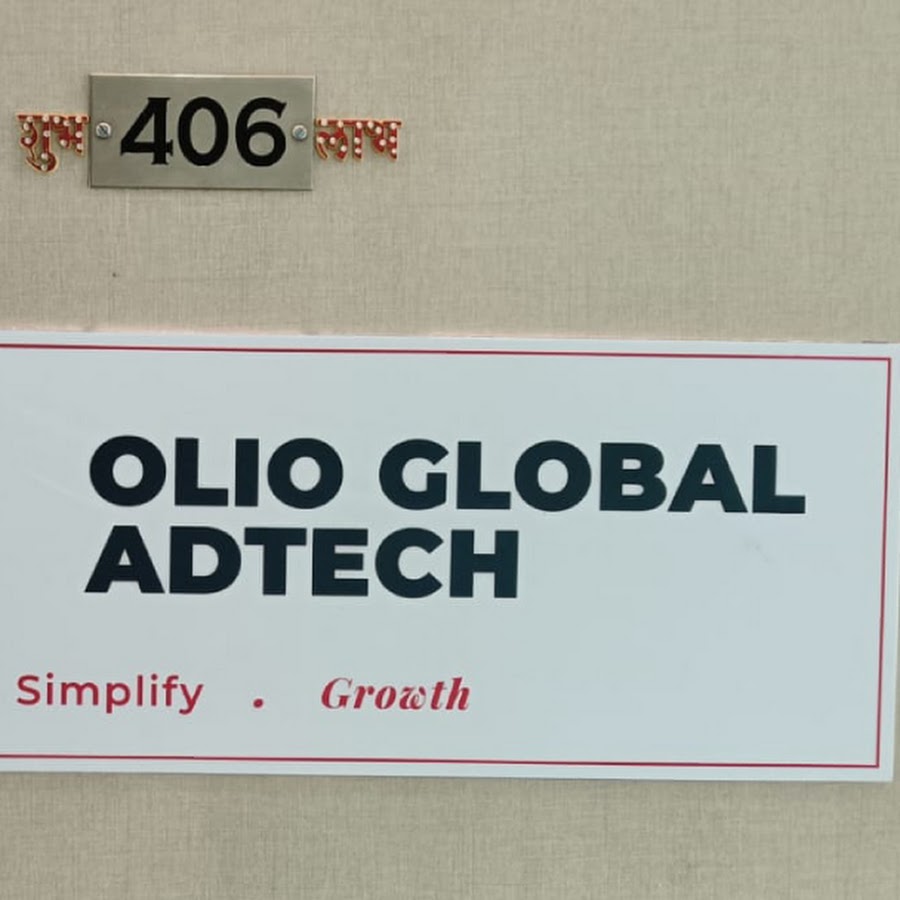 शुभ 406 लाभ
OLIO GLOBAL
ADTECH
Simplify . Growth